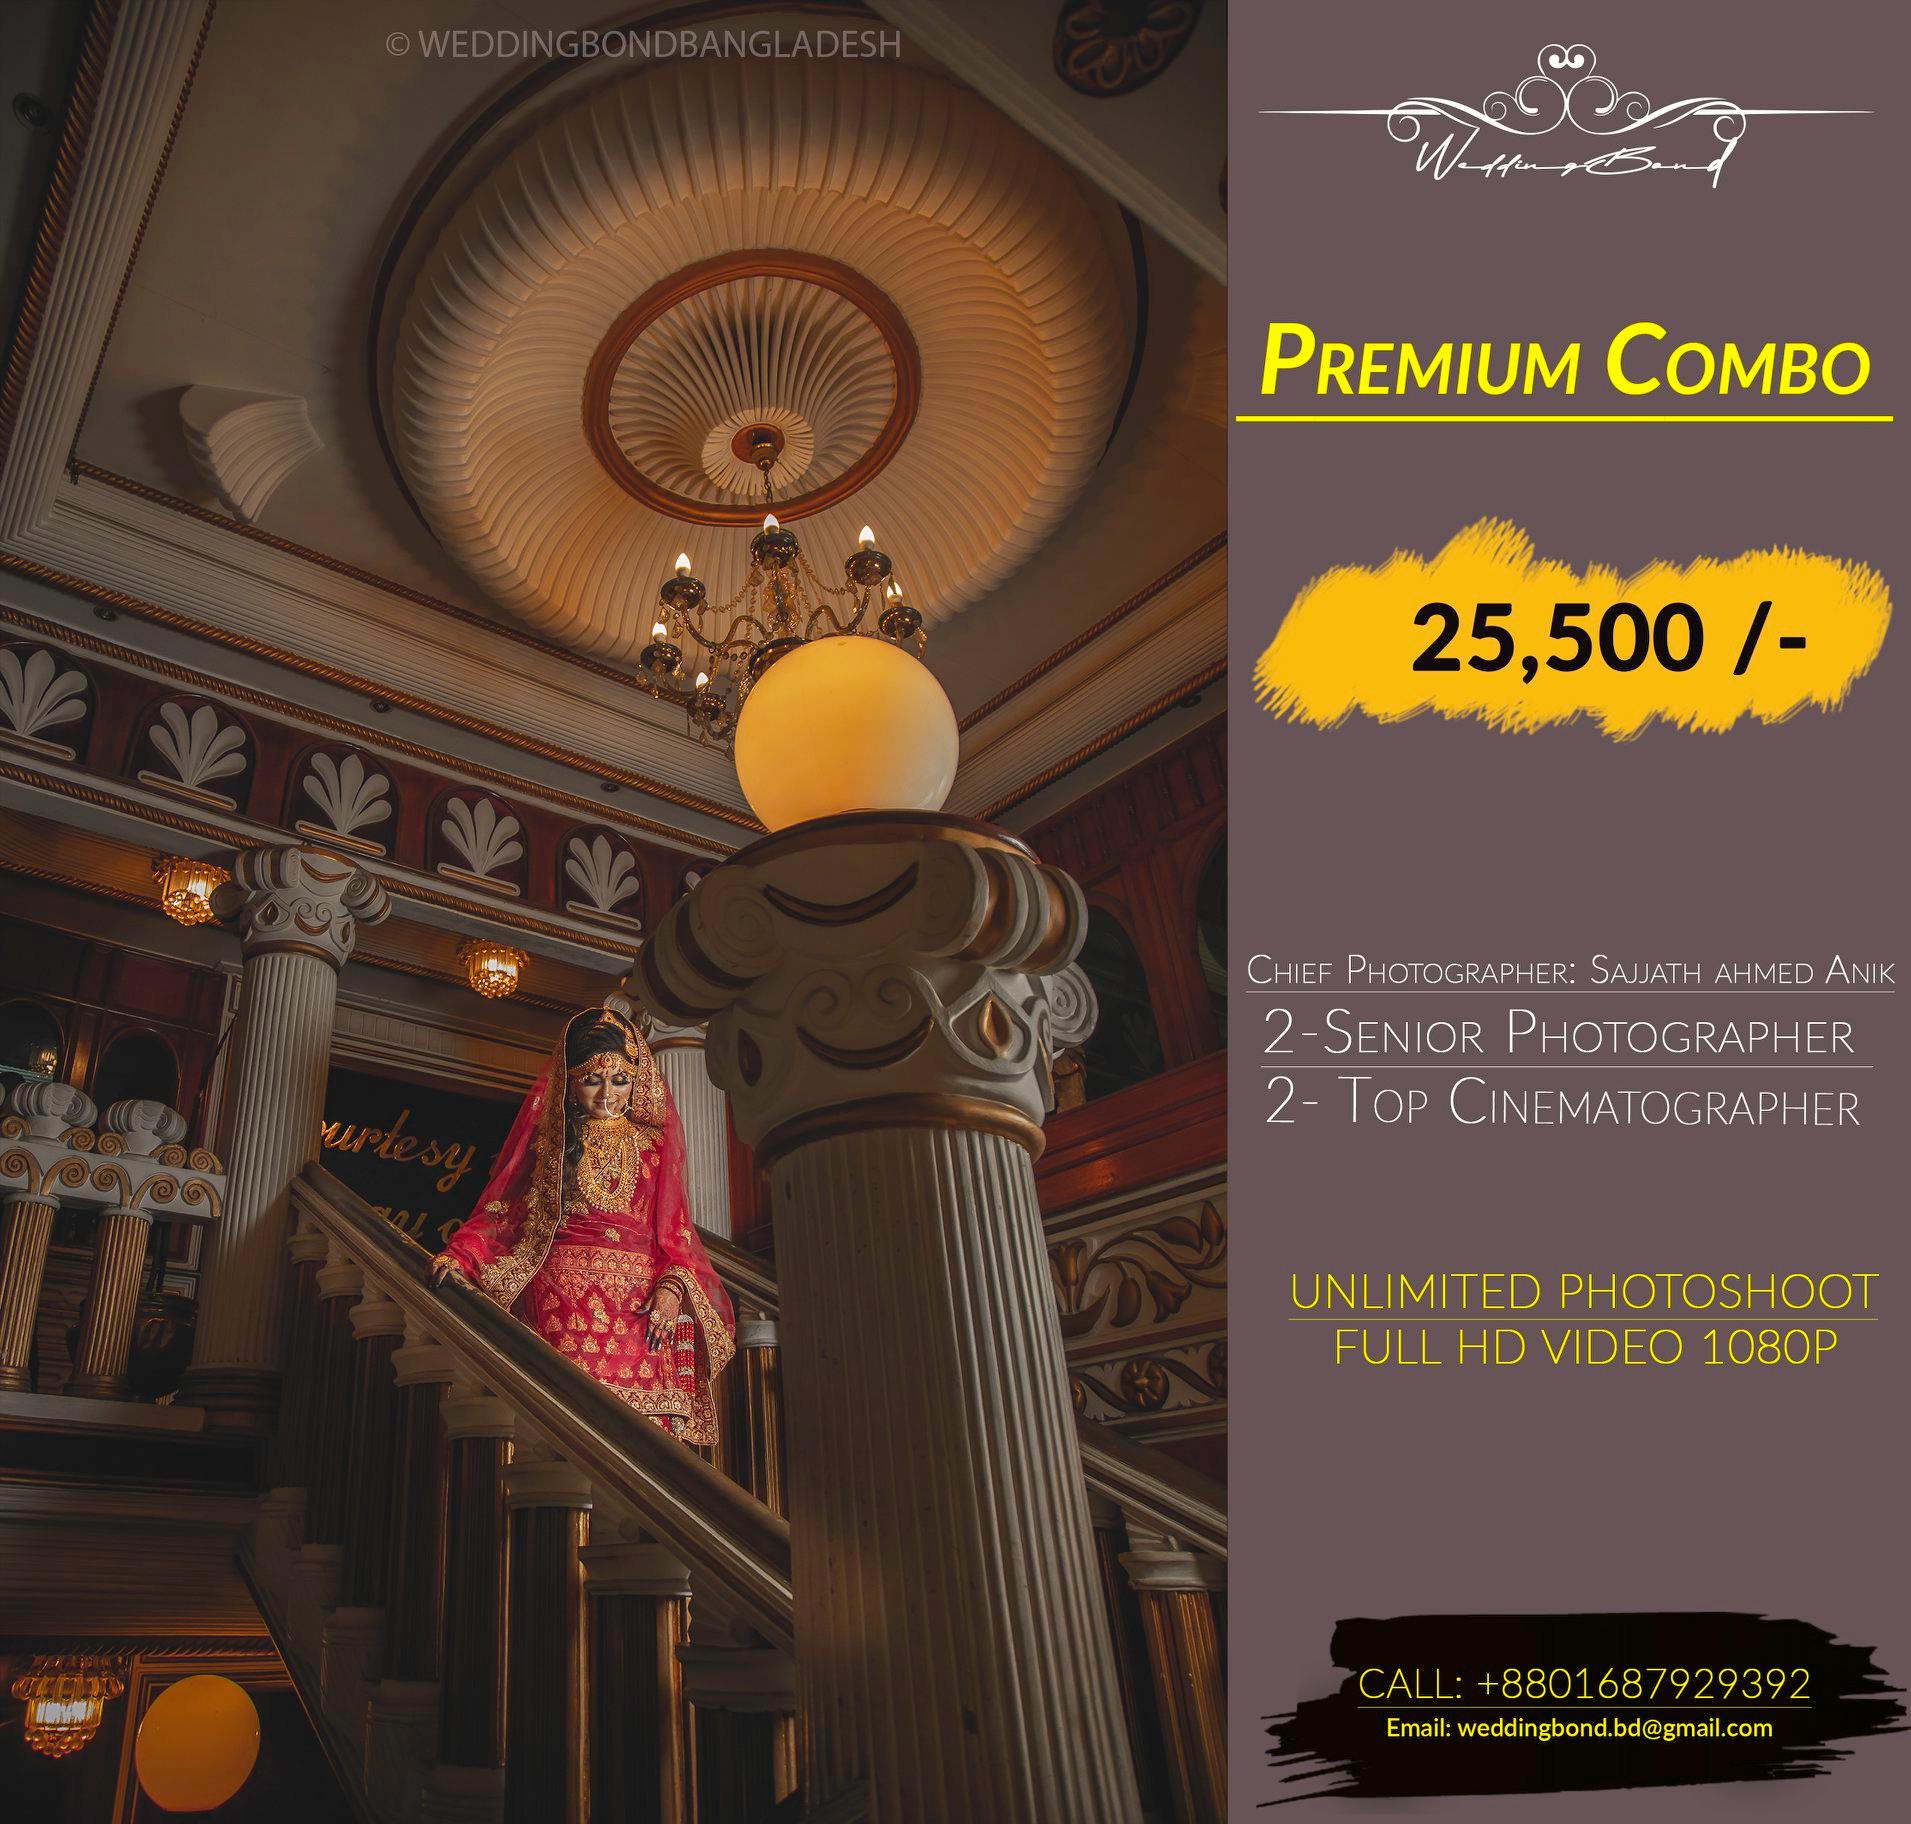 © WEDDINGBONDBANGLADESH
WeddingBond
PREMIUM COMBO
25,500 /-
CHIEF PHOTOGRAPHER: SAJJATH AHMED ANIK
2-SENIOR PHOTOGRAPHER
2- TOP CINEMATOGRAPHER
UNLIMITED PHOTOSHOOT
FULL HD VIDEO 1080P
CALL: +8801687929392
Email: weddingbond.bd@gmail.com